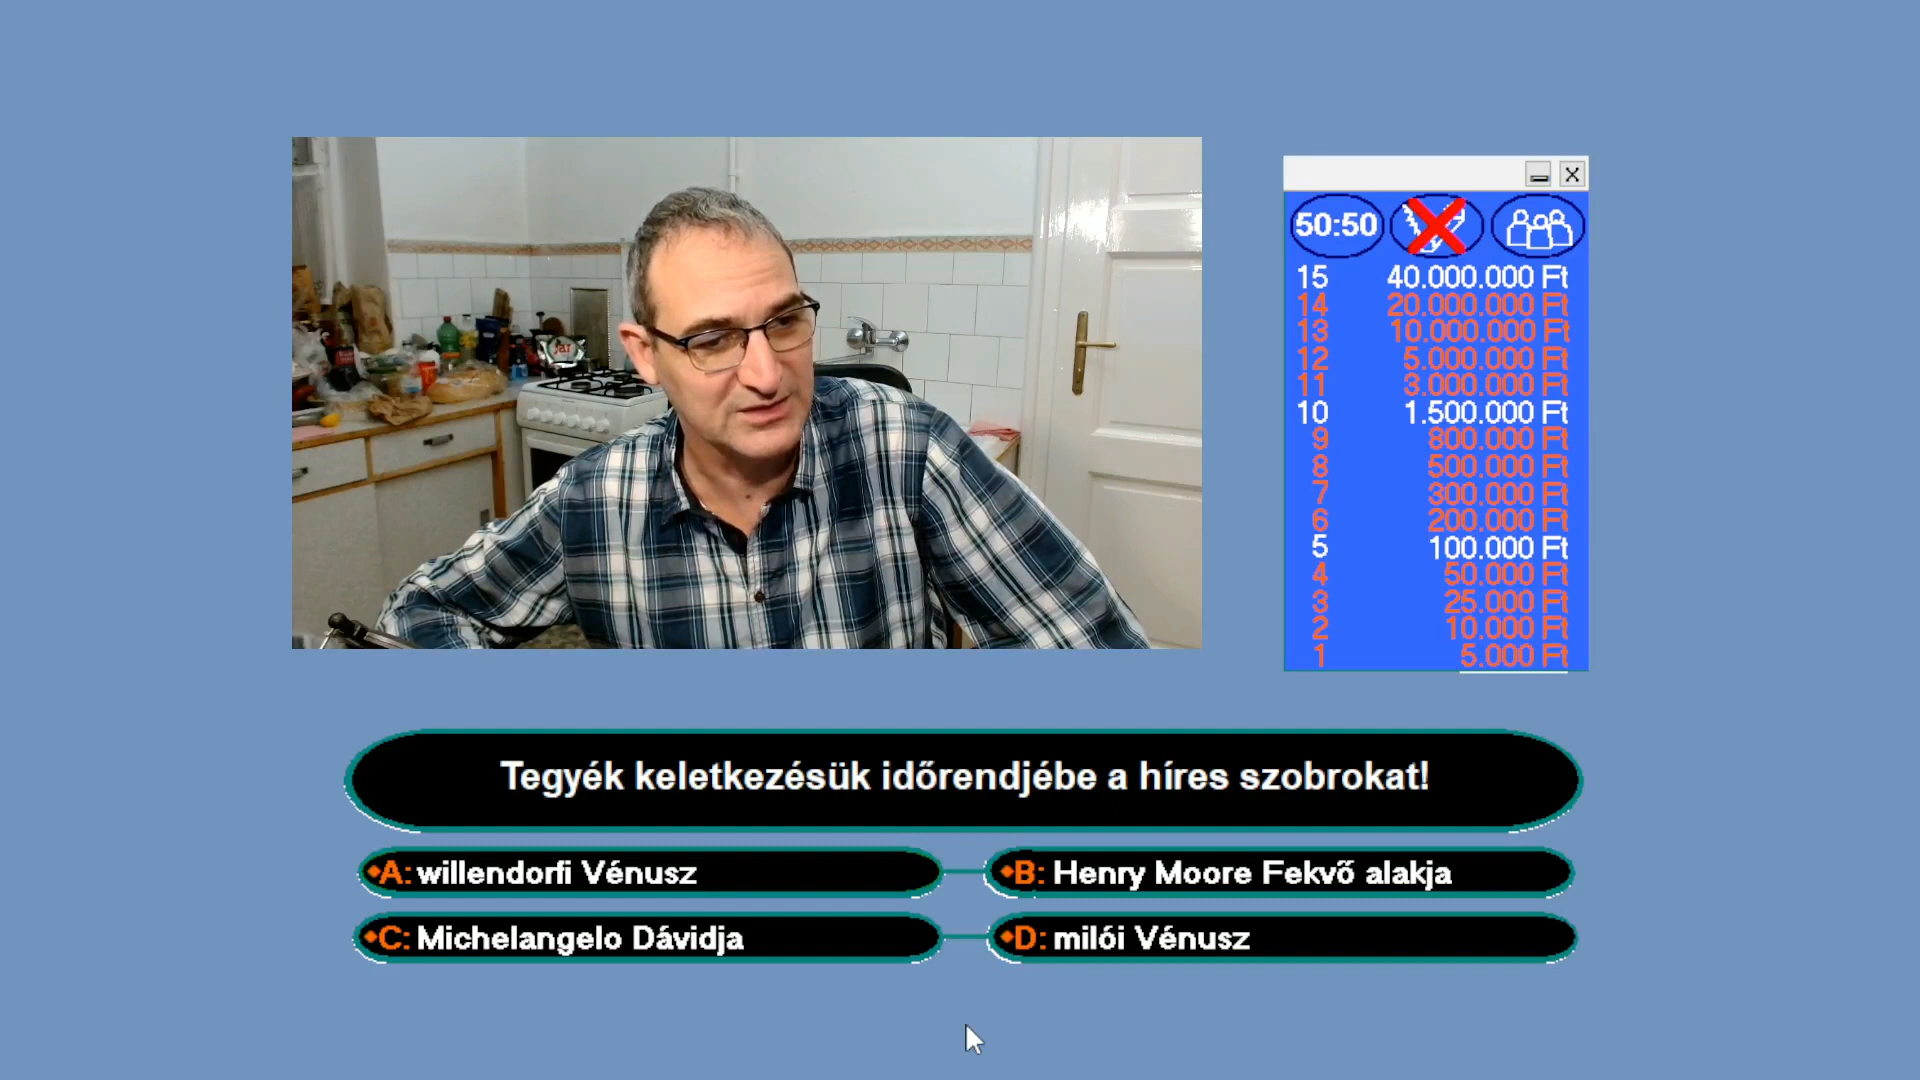 50:50
15 40.000.000 Ft
14 20.000.000 Ft
13 10.000.000 Ft
12 5.000.000 Ft
11 3.000.000 Ft
10 1.500.000 Ft
9 800.000 Ft
8 500.000 Ft
7 300.000 Ft
6 200.000 Ft
5 100.000 Ft
4 50.000 Ft
3 25.000 Ft
2 10.000 Ft
1 5.000 Ft
Jar
Tegyék keletkezésük időrendjébe a híres szobrokat!
A: willendorfi Vénusz
B: Henry Moore Fekvő alakja
C: Michelangelo Dávidja
D: milói Vénusz